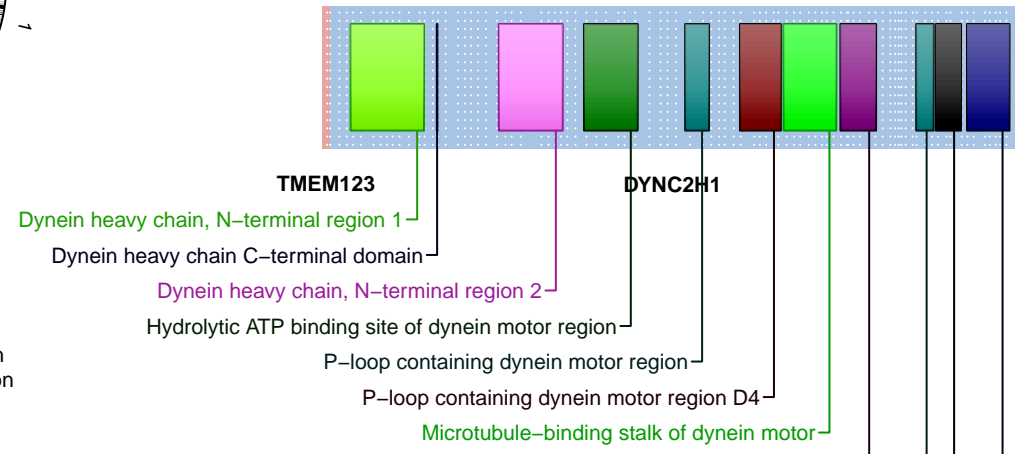 1
TMEM123 DYNC2H1
Dynein heavy chain, N−terminal region 1
Dynein heavy chain C−terminal domain
Dynein heavy chain, N−terminal region 2
Hydrolytic ATP binding site of dynein motor region
P−loop containing dynein motor region
P−loop containing dynein motor region D4
Microtubule−binding stalk of dynein motor